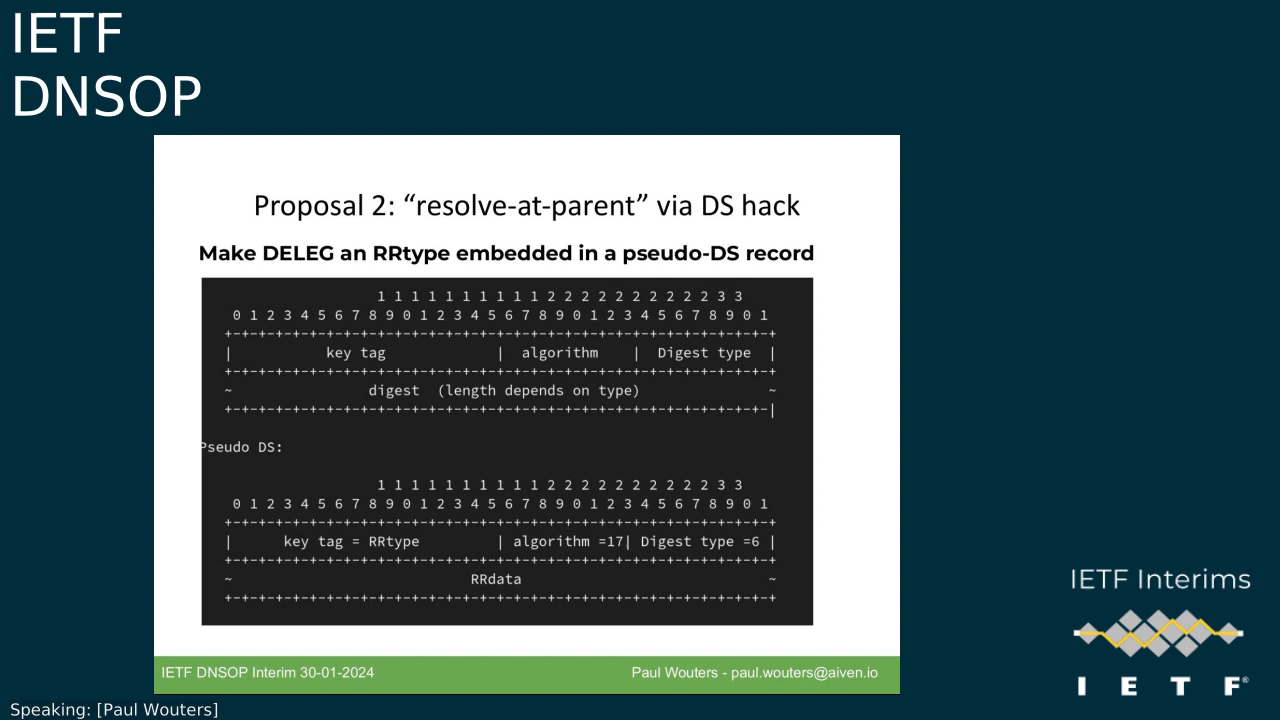 IETF
DNSOP
Proposal 2: “resolve-at-parent” via DS hack
Make DELEG an RRtype embedded in a pseudo-DS record
1 1 1 1 1 1 1 1 1 1 2 2 2 2 2 2 2 2 2 2 3 3
0 1 2 3 4 5 6 7 8 9 0 1 2 3 4 5 6 7 8 9 0 1 2 3 4 5 6 7 8 9 0 1
+-+-+-+-+-+-+-+-+-+-+-+-+-+-+-+-+-+-+-+-+-+-+-+-+-+-+-+-+-+-+-+-+
| key tag | algorithm | Digest type |
+-+-+-+-+-+-+-+-+-+-+-+-+-+-+-+-+-+-+-+-+-+-+-+-+-+-+-+-+-+-+-+-+
~ digest (length depends on type) ~
+-+-+-+-+-+-+-+-+-+-+-+-+-+-+-+-+-+-+-+-+-+-+-+-+-+-+-+-+-+-+-+-|
Pseudo DS:
1 1 1 1 1 1 1 1 1 1 2 2 2 2 2 2 2 2 2 2 3 3
0 1 2 3 4 5 6 7 8 9 0 1 2 3 4 5 6 7 8 9 0 1 2 3 4 5 6 7 8 9 0 1
+-+-+-+-+-+-+-+-+-+-+-+-+-+-+-+-+-+-+-+-+-+-+-+-+-+-+-+-+-+-+-+-+
| key tag = RRtype | algorithm =17| Digest type =6 |
+-+-+-+-+-+-+-+-+-+-+-+-+-+-+-+-+-+-+-+-+-+-+-+-+-+-+-+-+-+-+-+-+
~ RRdata ~
+-+-+-+-+-+-+-+-+-+-+-+-+-+-+-+-+-+-+-+-+-+-+-+-+-+-+-+-+-+-+-+-+
IETF DNSOP Interim 30-01-2024 Paul Wouters - paul.wouters@aiven.io
IETF Interims
I E T F®
Speaking: [Paul Wouters]